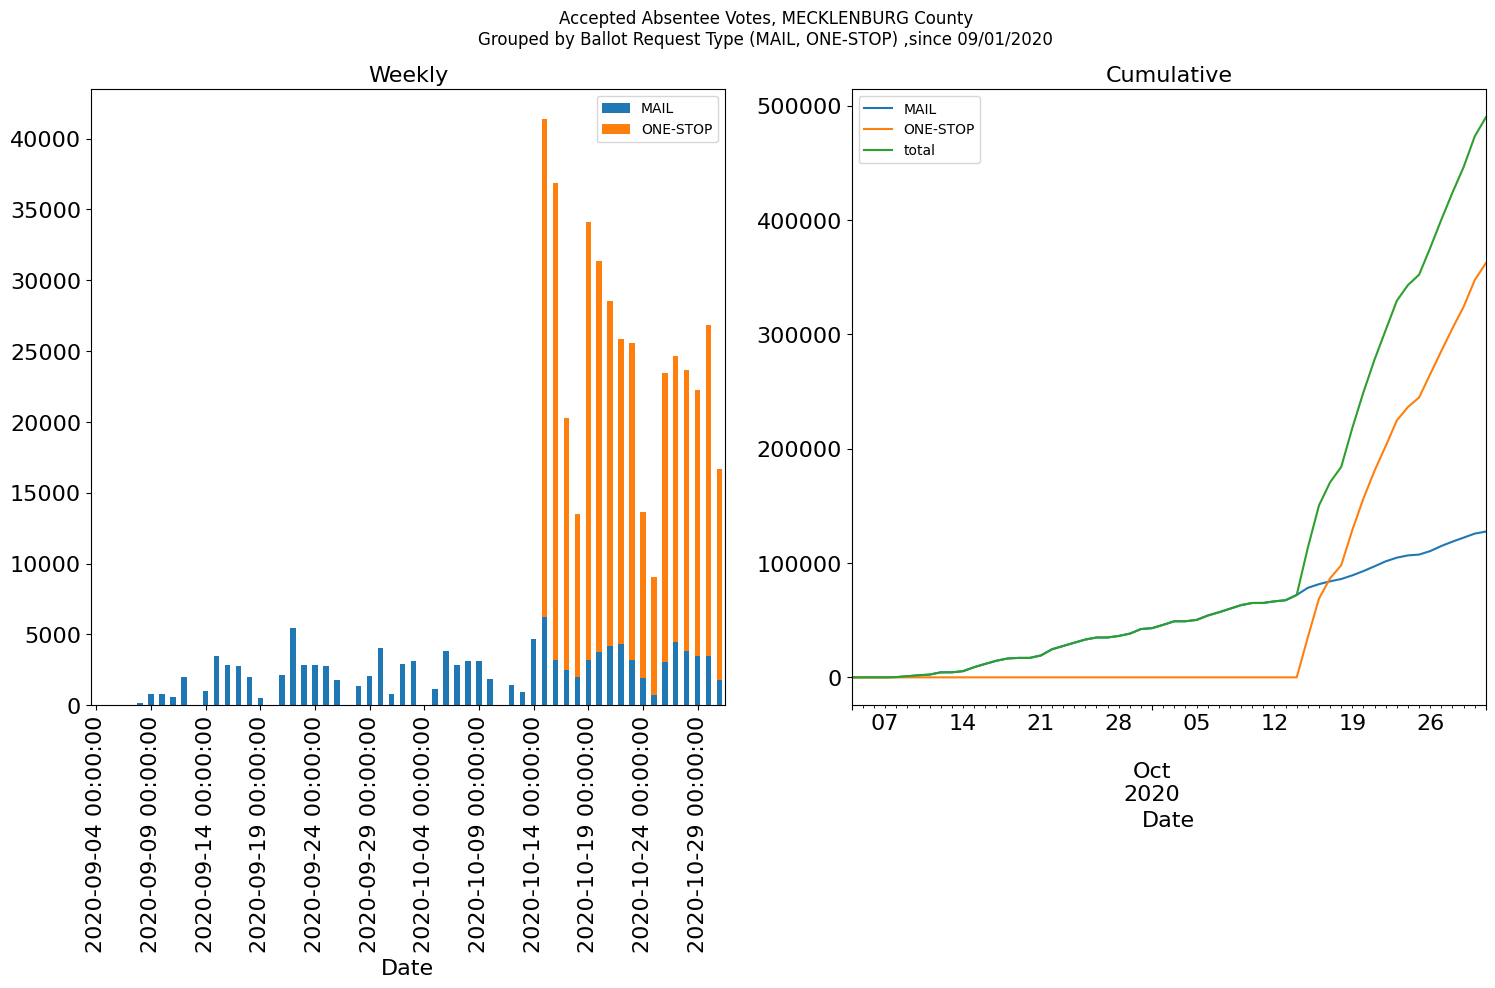 Accepted Absentee Votes, MECKLENBURG County
Grouped by Ballot Request Type (MAIL, ONE-STOP) ,since 09/01/2020
Weekly
MAIL
ONE-STOP
40000
35000
30000
25000
20000
15000
10000
5000
0
2020-09-04 00:00:00
2020-09-09 00:00:00
2020-09-14 00:00:00
2020-09-19 00:00:00
2020-09-24 00:00:00
2020-09-29 00:00:00
2020-10-04 00:00:00
2020-10-09 00:00:00
2020-10-14 00:00:00
2020-10-19 00:00:00
2020-10-24 00:00:00
2020-10-29 00:00:00
Date
Cumulative
MAIL
ONE-STOP
total
500000
400000
300000
200000
100000
0
07 14 21 28 05 12 19 26
Oct
2020
Date